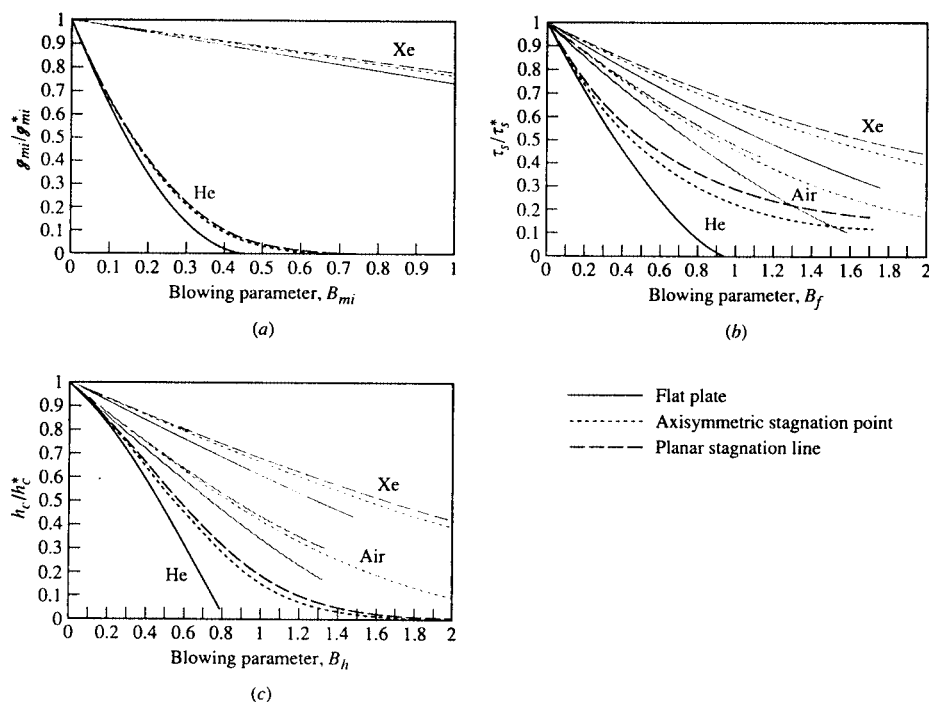 1
0.9
0.8
0.7
0.6
0.5
0.4
0.3
0.2
0.1
0
g_mi/g*_mi
Xe
He
0 0.1 0.2 0.3 0.4 0.5 0.6 0.7 0.8 0.9 1
Blowing parameter, B_mi
(a)
1
0.9
0.8
0.7
0.6
0.5
0.4
0.3
0.2
0.1
0
τ_s/τ*_s
Xe
Air
He
0 0.2 0.4 0.6 0.8 1 1.2 1.4 1.6 1.8 2
Blowing parameter, B_f
(b)
1
0.9
0.8
0.7
0.6
0.5
0.4
0.3
0.2
0.1
0
h_c/h*_c
Xe
Air
He
0 0.2 0.4 0.6 0.8 1 1.2 1.4 1.6 1.8 2
Blowing parameter, B_h
(c)
Flat plate
Axisymmetric stagnation point
Planar stagnation line